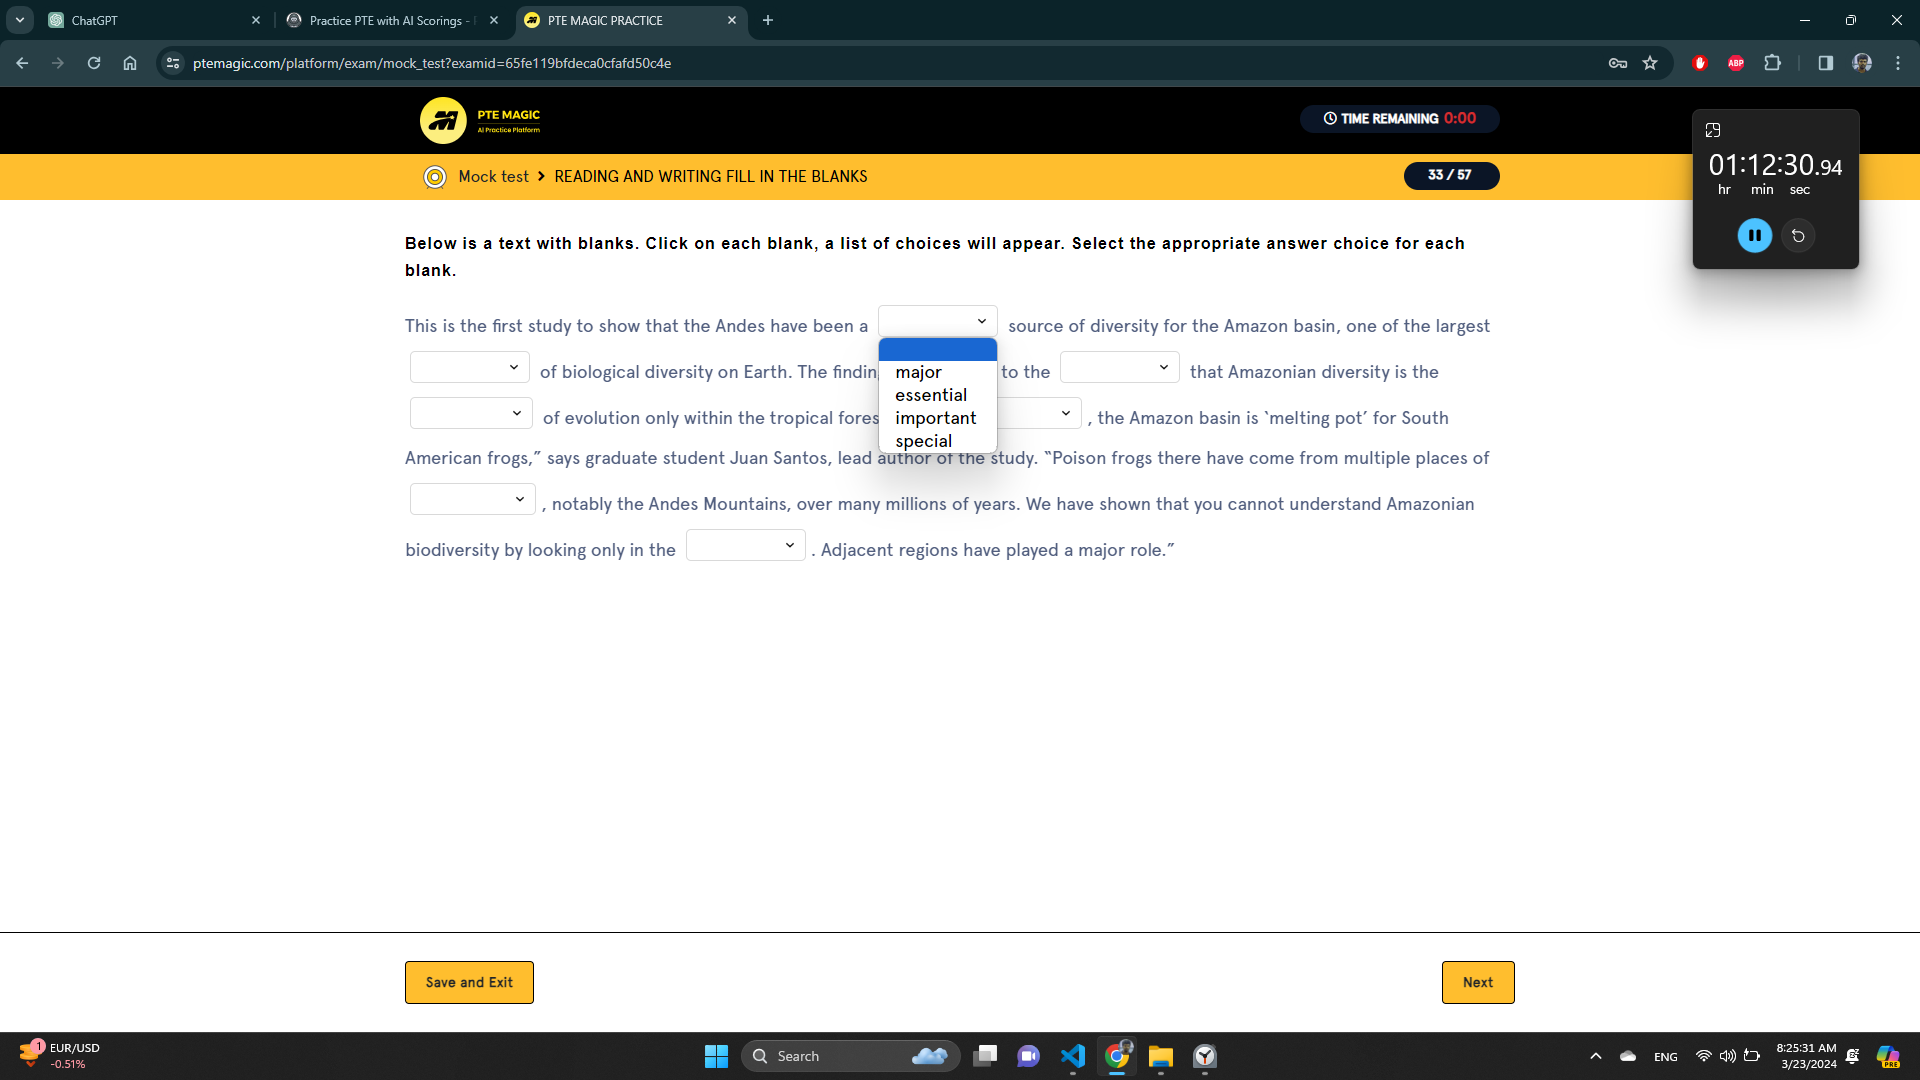 ChatGPT
Practice PTE with AI Scorings -
PTE MAGIC PRACTICE
ptemagic.com/platform/exam/mock_test?examid=65fe119bfdeca0cfafd50c4e
ABP
PTE MAGIC
AI Practice Platform
TIME REMAINING 0:00
Mock test > READING AND WRITING FILL IN THE BLANKS
33 / 57
01:12:30.94
hr min sec
Below is a text with blanks. Click on each blank, a list of choices will appear. Select the appropriate answer choice for each
blank.
This is the first study to show that the Andes have been a source of diversity for the Amazon basin, one of the largest
of biological diversity on Earth. The finding to the that Amazonian diversity is the
of evolution only within the tropical fores , the Amazon basin is ‘melting pot’ for South
American frogs,” says graduate student Juan Santos, lead author of the study. “Poison frogs there have come from multiple places of
, notably the Andes Mountains, over many millions of years. We have shown that you cannot understand Amazonian
biodiversity by looking only in the . Adjacent regions have played a major role.”
major
essential
important
special
Save and Exit
Next
1
EUR/USD
-0.51%
Search
ENG
8:25:31 AM
3/23/2024
PRE